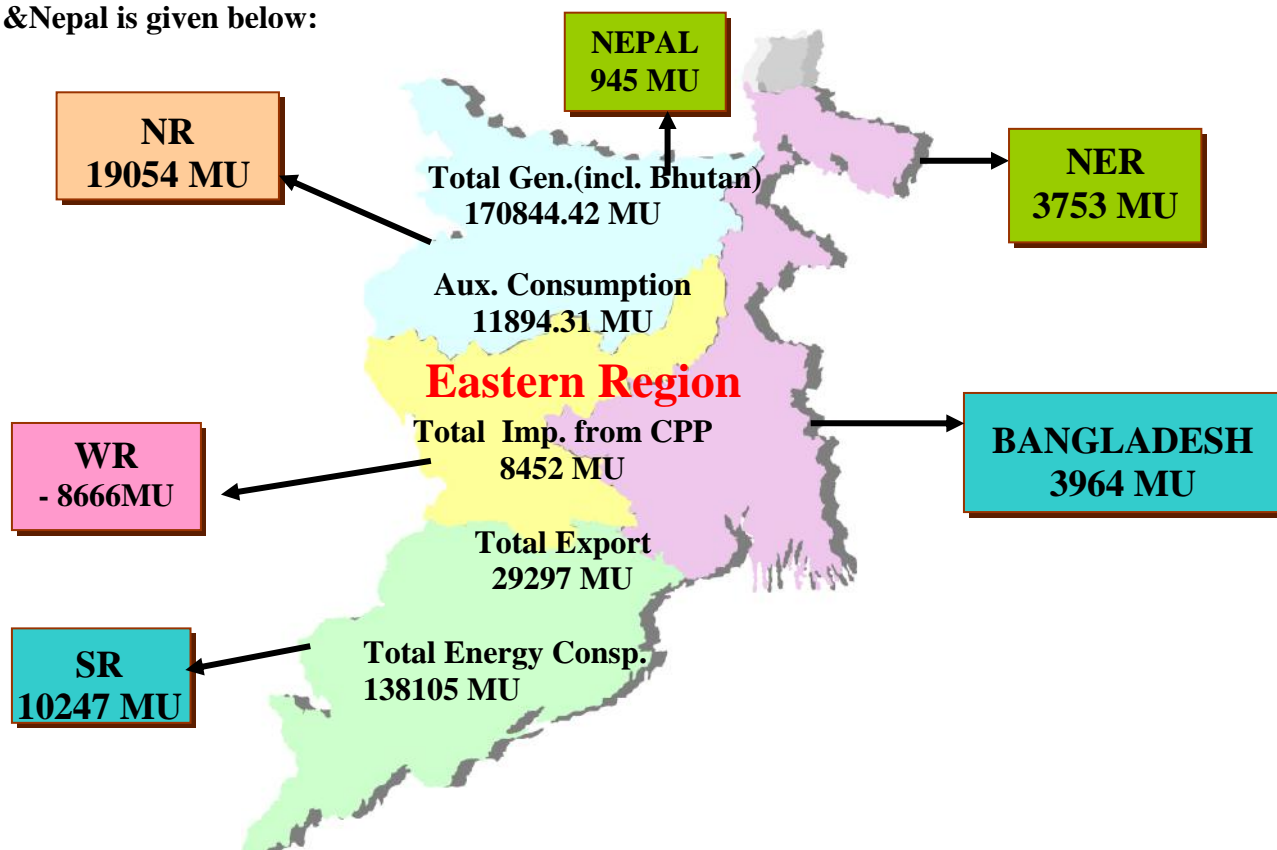 &Nepal is given below:
NEPAL
945 MU
NR
19054 MU
Total Gen.(incl. Bhutan)
170844.42 MU
NER
3753 MU
Aux. Consumption
11894.31 MU
Eastern Region
Total Imp. from CPP
8452 MU
WR
- 8666MU
BANGLADESH
3964 MU
Total Export
29297 MU
Total Energy Consp.
138105 MU
SR
10247 MU